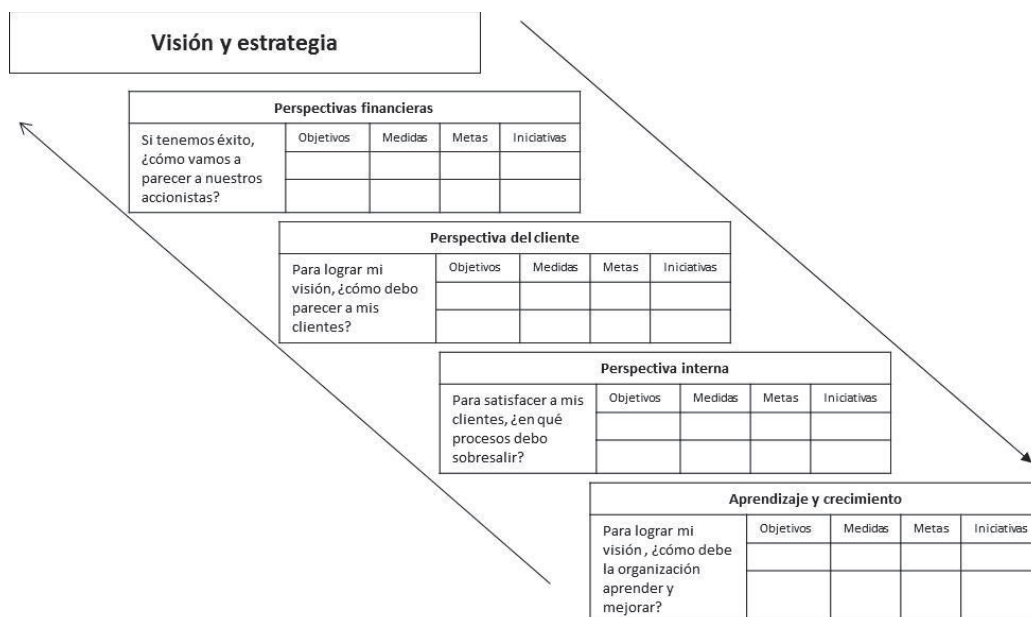 Visión y estrategia
Perspectivas financieras
Si tenemos éxito,
¿cómo vamos a
parecer a nuestros
accionistas?
Objetivos Medidas Metas Iniciativas
Perspectiva del cliente
Para lograr mi
visión, ¿cómo debo
parecer a mis
clientes?
Objetivos Medidas Metas Iniciativas
Perspectiva interna
Para satisfacer a mis
clientes, ¿en qué
procesos debo
sobresalir?
Objetivos Medidas Metas Iniciativas
Aprendizaje y crecimiento
Para lograr mi
visión , ¿cómo debe
la organización
aprender y
mejorar?
Objetivos Medidas Metas Iniciativas